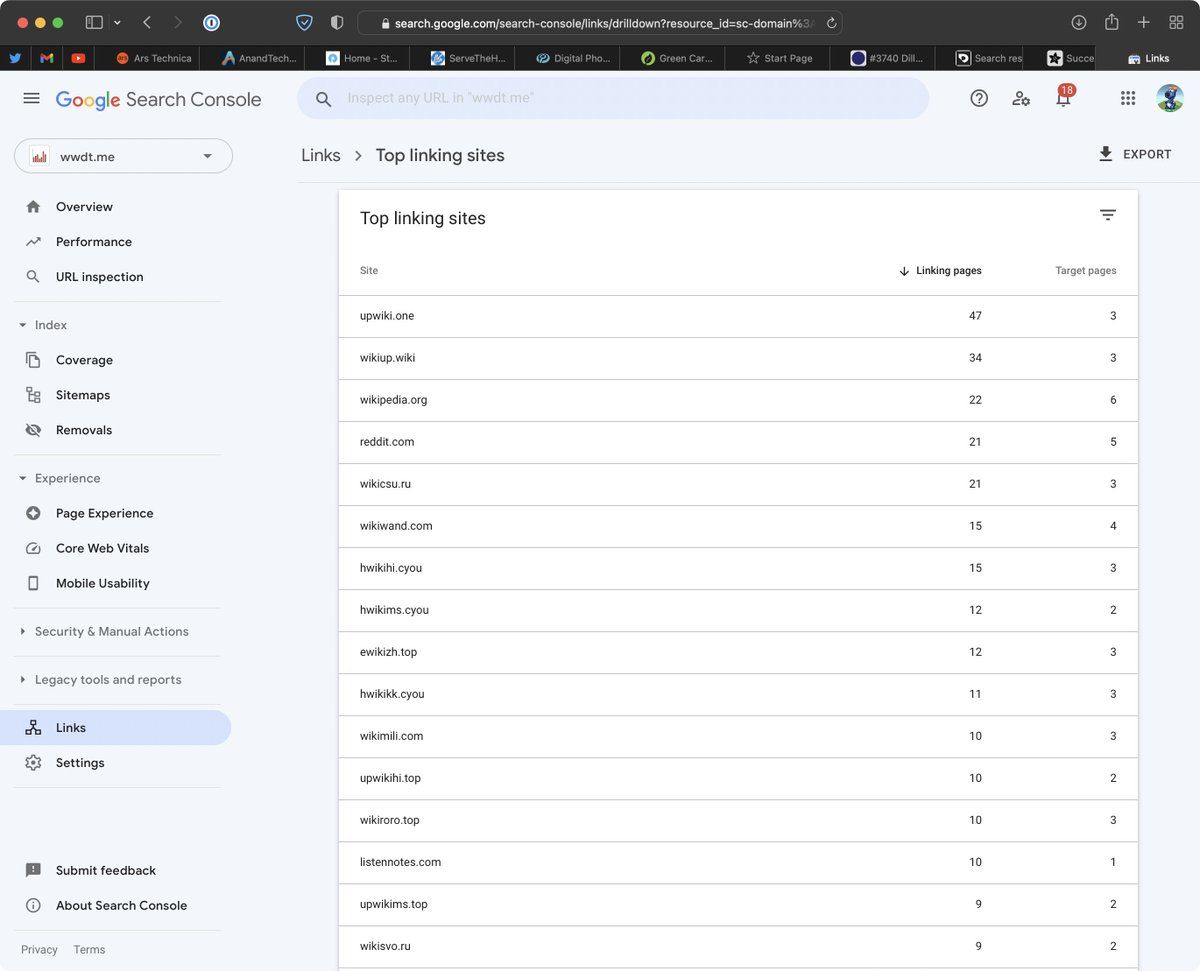 search.google.com/search-console/links/drilldown?resource_id=sc-domain%3A
Ars Technica
AnandTech...
Home - St...
ServeTheH...
Digital Pho...
Green Car...
Start Page
#3740 Dill...
Search res
Succe
Links
Google Search Console
Inspect any URL in "wwdt.me"
18
wwdt.me
Links > Top linking sites
EXPORT
Overview
Performance
URL inspection
Index
Coverage
Sitemaps
Removals
Experience
Page Experience
Core Web Vitals
Mobile Usability
Security & Manual Actions
Legacy tools and reports
Links
Settings
Submit feedback
About Search Console
Privacy Terms
Top linking sites
Site Linking pages Target pages
upwiki.one 47 3
wikiup.wiki 34 3
wikipedia.org 22 6
reddit.com 21 5
wikicsu.ru 21 3
wikiwand.com 15 4
hwikihi.cyou 15 3
hwikims.cyou 12 2
ewikizh.top 12 3
hwikikk.cyou 11 3
wikimili.com 10 3
upwikihi.top 10 2
wikiroro.top 10 3
listennotes.com 10 1
upwikims.top 9 2
wikisvo.ru 9 2